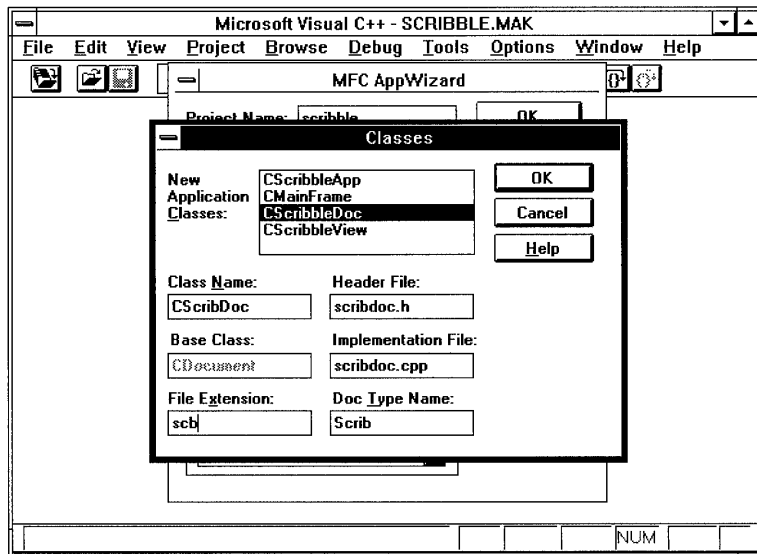 Microsoft Visual C++ - SCRIBBLE.MAK
File Edit View Project Browse Debug Tools Options Window Help
MFC AppWizard
Project Name: scribble OK
Classes
New Application Classes:
CScribbleApp
CMainFrame
CScribbleDoc
CScribbleView
OK
Cancel
Help
Class Name: Header File:
CScribDoc scribdoc.h
Base Class: Implementation File:
CDocument scribdoc.cpp
File Extension: Doc Type Name:
scb Scrib
NUM